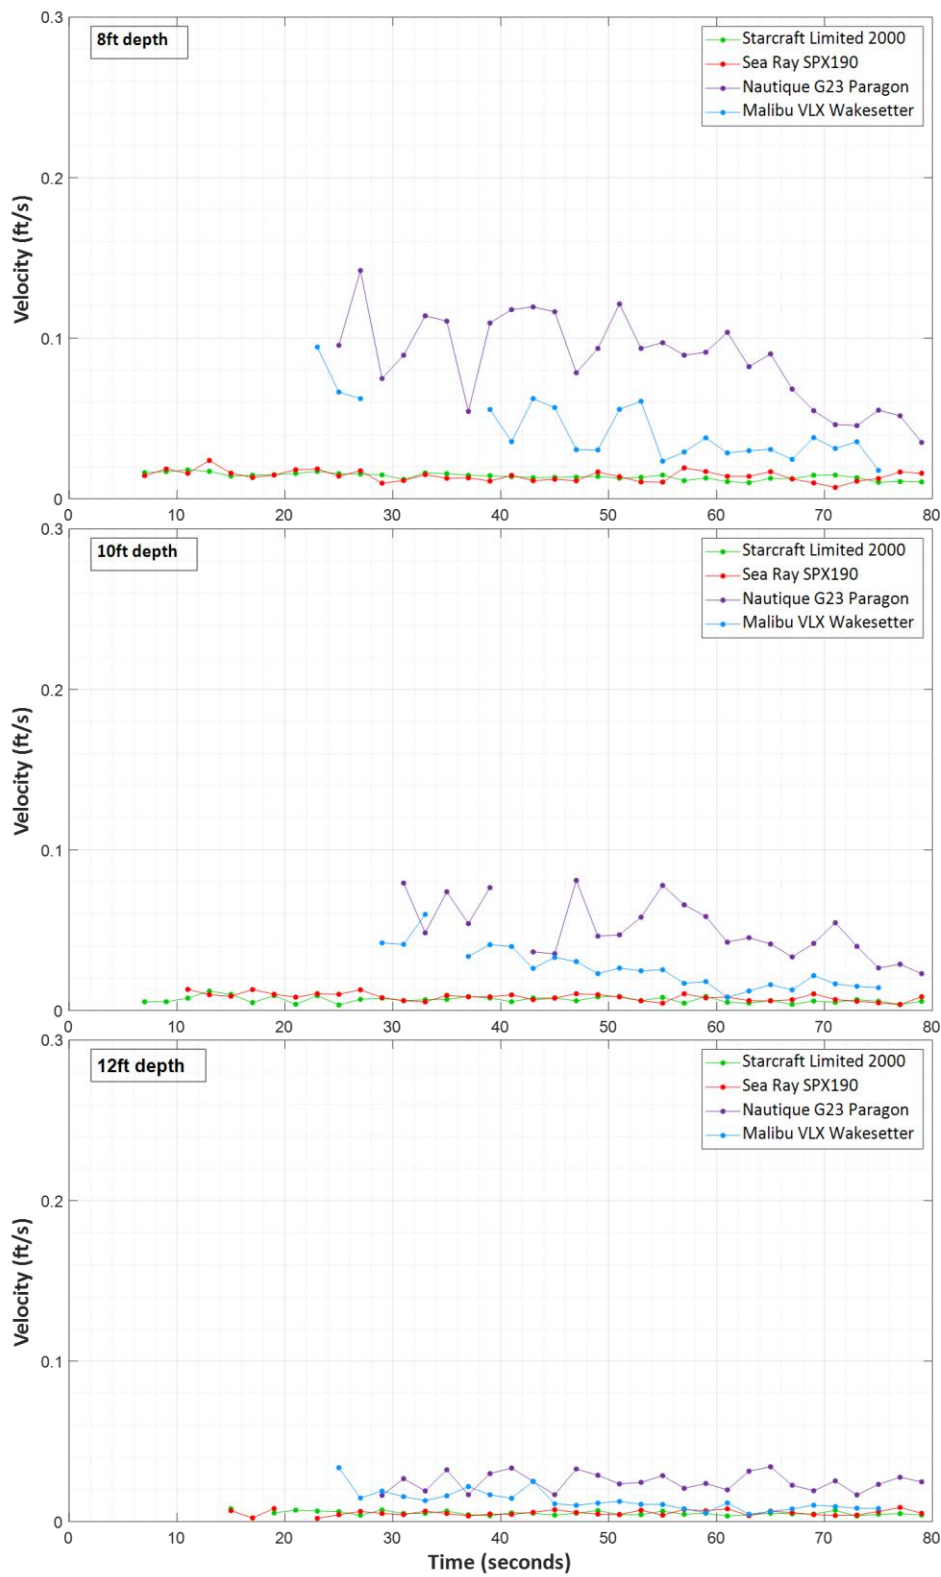 0.3
8ft depth
Starcraft Limited 2000
Sea Ray SPX190
Nautique G23 Paragon
Malibu VLX Wakesetter
0.2
Velocity (ft/s)
0.1
0
0 10 20 30 40 50 60 70 80
0.3
10ft depth
Starcraft Limited 2000
Sea Ray SPX190
Nautique G23 Paragon
Malibu VLX Wakesetter
0.2
Velocity (ft/s)
0.1
0
0 10 20 30 40 50 60 70 80
0.3
12ft depth
Starcraft Limited 2000
Sea Ray SPX190
Nautique G23 Paragon
Malibu VLX Wakesetter
0.2
Velocity (ft/s)
0.1
0
0 10 20 30 40 50 60 70 80
Time (seconds)